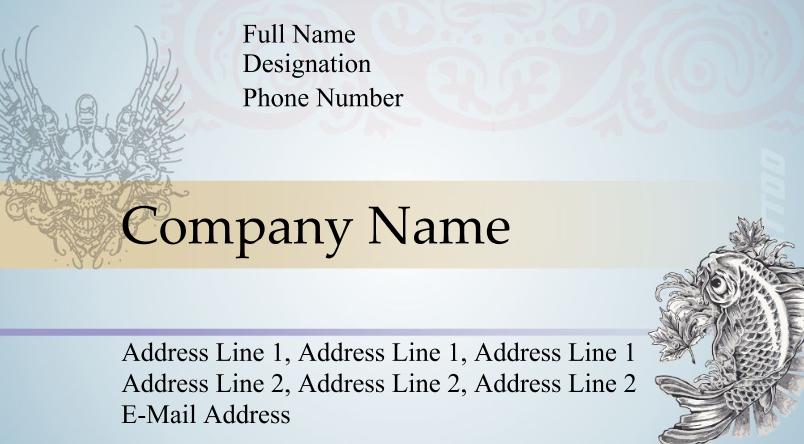 Full Name
Designation
Phone Number
Company Name
Address Line 1, Address Line 1, Address Line 1
Address Line 2, Address Line 2, Address Line 2
E-Mail Address